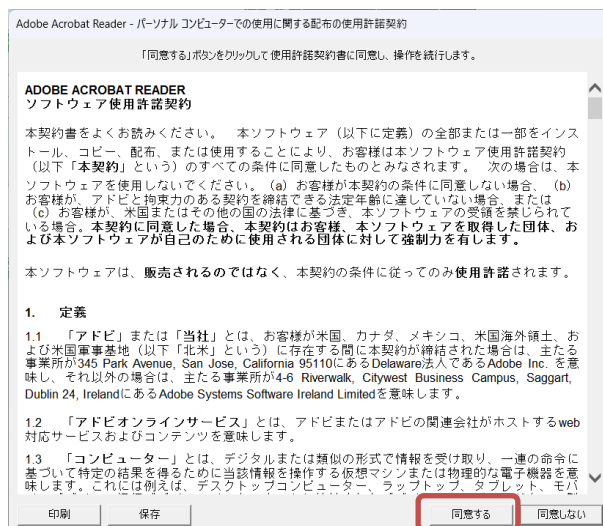 Adobe Acrobat Reader - パーソナル コンピューターでの使用に関する配布の使用許諾契約
「同意する」ボタンをクリックして使用許諾契約書に同意し、操作を続行します。
ADOBE ACROBAT READER
ソフトウェア使用許諾契約
本契約書をよくお読みください。 本ソフトウェア（以下に定義）の全部または一部をインス
トール、コピー、配布、または使用することにより、お客様は本ソフトウェア使用許諾契約
（以下「本契約」という）のすべての条件に同意したものとみなされます。 次の場合は、本
ソフトウェアを使用しないでください。(a) お客様が本契約の条件に同意しない場合、 (b)
お客様が、アドビと拘束力のある契約を締結できる法定年齢に達していない場合、または
(c) お客様が、米国またはその他の国の法律に基づき、本ソフトウェアの受領を禁じられて
いる場合。本契約に同意した場合、本契約はお客様、本ソフトウェアを取得した団体、お
よび本ソフトウェアが自己のために使用される団体に対して強制力を有します。
本ソフトウェアは、販売されるのではなく、本契約の条件に従ってのみ使用許諾されます。
1. 定義
1.1 「アドビ」または「当社」とは、お客様が米国、カナダ、メキシコ、米国海外領土、お
よび米国軍事基地（以下「北米」という）に存在する間に本契約が締結された場合は、主たる
事業所が345 Park Avenue, San Jose, California 95110にあるDelaware法人であるAdobe Inc. を意
味し、それ以外の場合は、主たる事業所が4-6 Riverwalk, Citywest Business Campus, Saggart,
Dublin 24, IrelandにあるAdobe Systems Software Ireland Limitedを意味します。
1.2 「アドビオンラインサービス」とは、アドビまたはアドビの関連会社がホストするweb
対応サービスおよびコンテンツを意味します。
1.3 「コンピューター」とは、デジタルまたは類似の形式で情報を受け取り、一連の命令に
基づいて特定の結果を得るために当該情報を操作する仮想マシンまたは物理的な電子機器を意
味します。これには例えば、デスクトップコンピューター、ラップトップ、タブレット、モバ
印刷
保存
同意する
同意しない